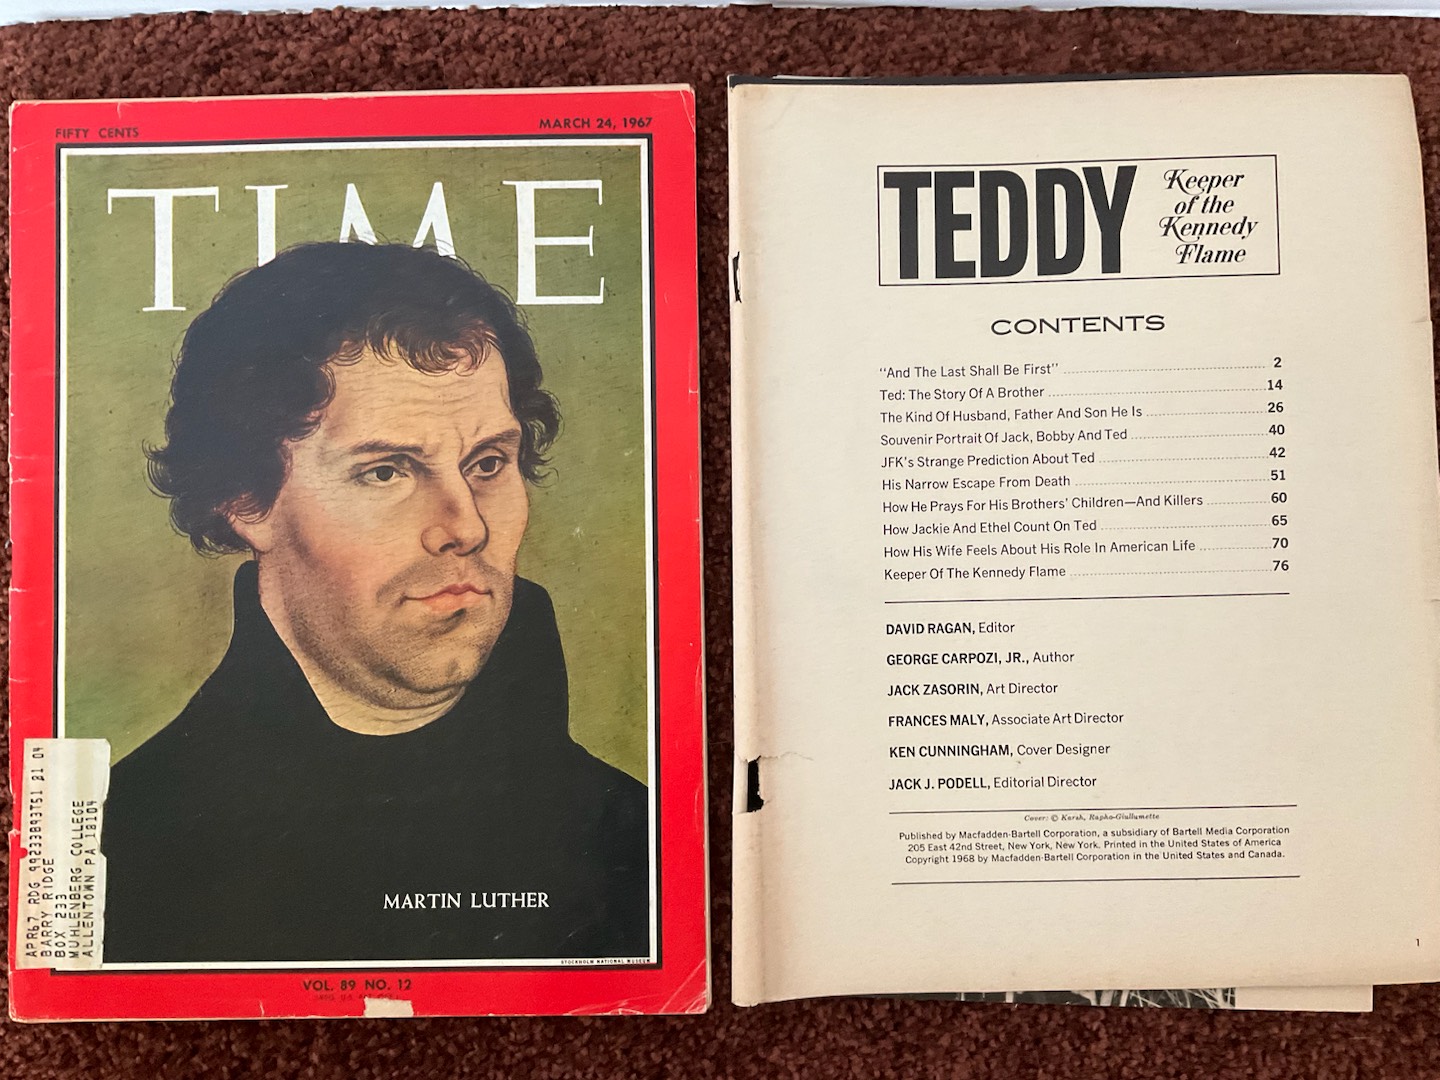 FIFTY CENTS
MARCH 24, 1967
TIME
MARTIN LUTHER
STOCKHOLM NATIONAL MUSEUM
VOL. 89 NO. 12
APR67 RDG
BARRY RIDGE
BOX 233
MUHLENBERG COLLEGE
ALLENTOWN PA 18104
TEDDY
Keeper
of the
Kennedy
Flame
CONTENTS
"And The Last Shall Be First" 2
Ted: The Story Of A Brother 14
The Kind Of Husband, Father And Son He Is 26
Souvenir Portrait Of Jack, Bobby And Ted 40
JFK's Strange Prediction About Ted 42
His Narrow Escape From Death 51
How He Prays For His Brothers' Children—And Killers 60
How Jackie And Ethel Count On Ted 65
How His Wife Feels About His Role In American Life 70
Keeper Of The Kennedy Flame 76
DAVID RAGAN, Editor
GEORGE CARPOZI, JR., Author
JACK ZASORIN, Art Director
FRANCES MALY, Associate Art Director
KEN CUNNINGHAM, Cover Designer
JACK J. PODELL, Editorial Director
Cover: © Karsh, Rapho-Guillumette
Published by Macfadden-Bartell Corporation, a subsidiary of Bartell Media Corporation
205 East 42nd Street, New York, New York. Printed in the United States of America
Copyright 1968 by Macfadden-Bartell Corporation in the United States and Canada.
1